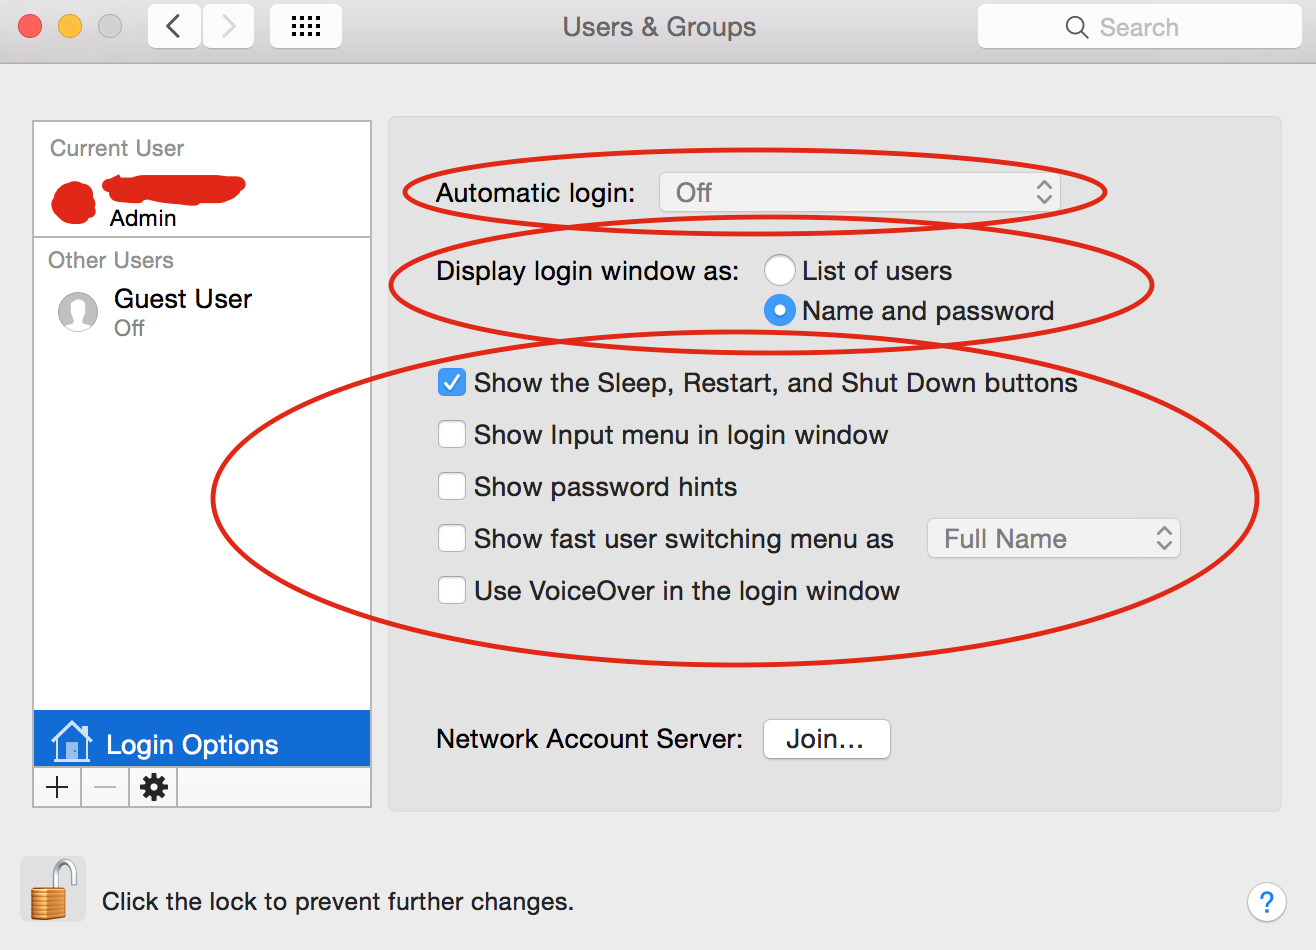 Users & Groups
Search
Current User
Admin
Other Users
Guest User
Off
Login Options
Automatic login: Off
Display login window as: List of users
Name and password
Show the Sleep, Restart, and Shut Down buttons
Show Input menu in login window
Show password hints
Show fast user switching menu as Full Name
Use VoiceOver in the login window
Network Account Server: Join...
Click the lock to prevent further changes.
?